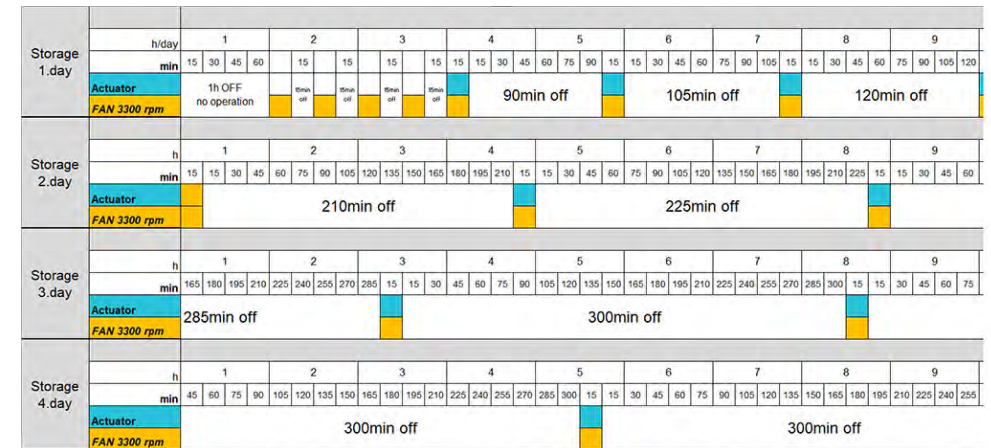 h/day 1 2 3 4 5 6 7 8 9
Storage
1.day
min 15 30 45 60 15 15 15 15 15 15 30 45 60 75 90 15 15 30 45 60 75 90 105 15 15 30 45 60 75 90 105 120
Actuator
FAN 3300 rpm
1h OFF
no operation
15min
off
15min
off
15min
off
15min
off
90min off
105min off
120min off
h 1 2 3 4 5 6 7 8 9
Storage
2.day
min 15 15 30 45 60 75 90 105 120 135 150 165 180 195 210 15 15 30 45 60 75 90 105 120 135 150 165 180 195 210 225 15 15 30 45 60
Actuator
FAN 3300 rpm
210min off
225min off
h 1 2 3 4 5 6 7 8 9
Storage
3.day
min 165 180 195 210 225 240 255 270 285 15 15 30 45 60 75 90 105 120 135 150 165 180 195 210 225 240 255 270 285 300 15 15 30 45 60 75
Actuator
FAN 3300 rpm
285min off
300min off
h 1 2 3 4 5 6 7 8 9
Storage
4.day
min 45 60 75 90 105 120 135 150 165 180 195 210 225 240 255 270 285 300 15 15 30 45 60 75 90 105 120 135 150 165 180 195 210 225 240 255
Actuator
FAN 3300 rpm
300min off
300min off